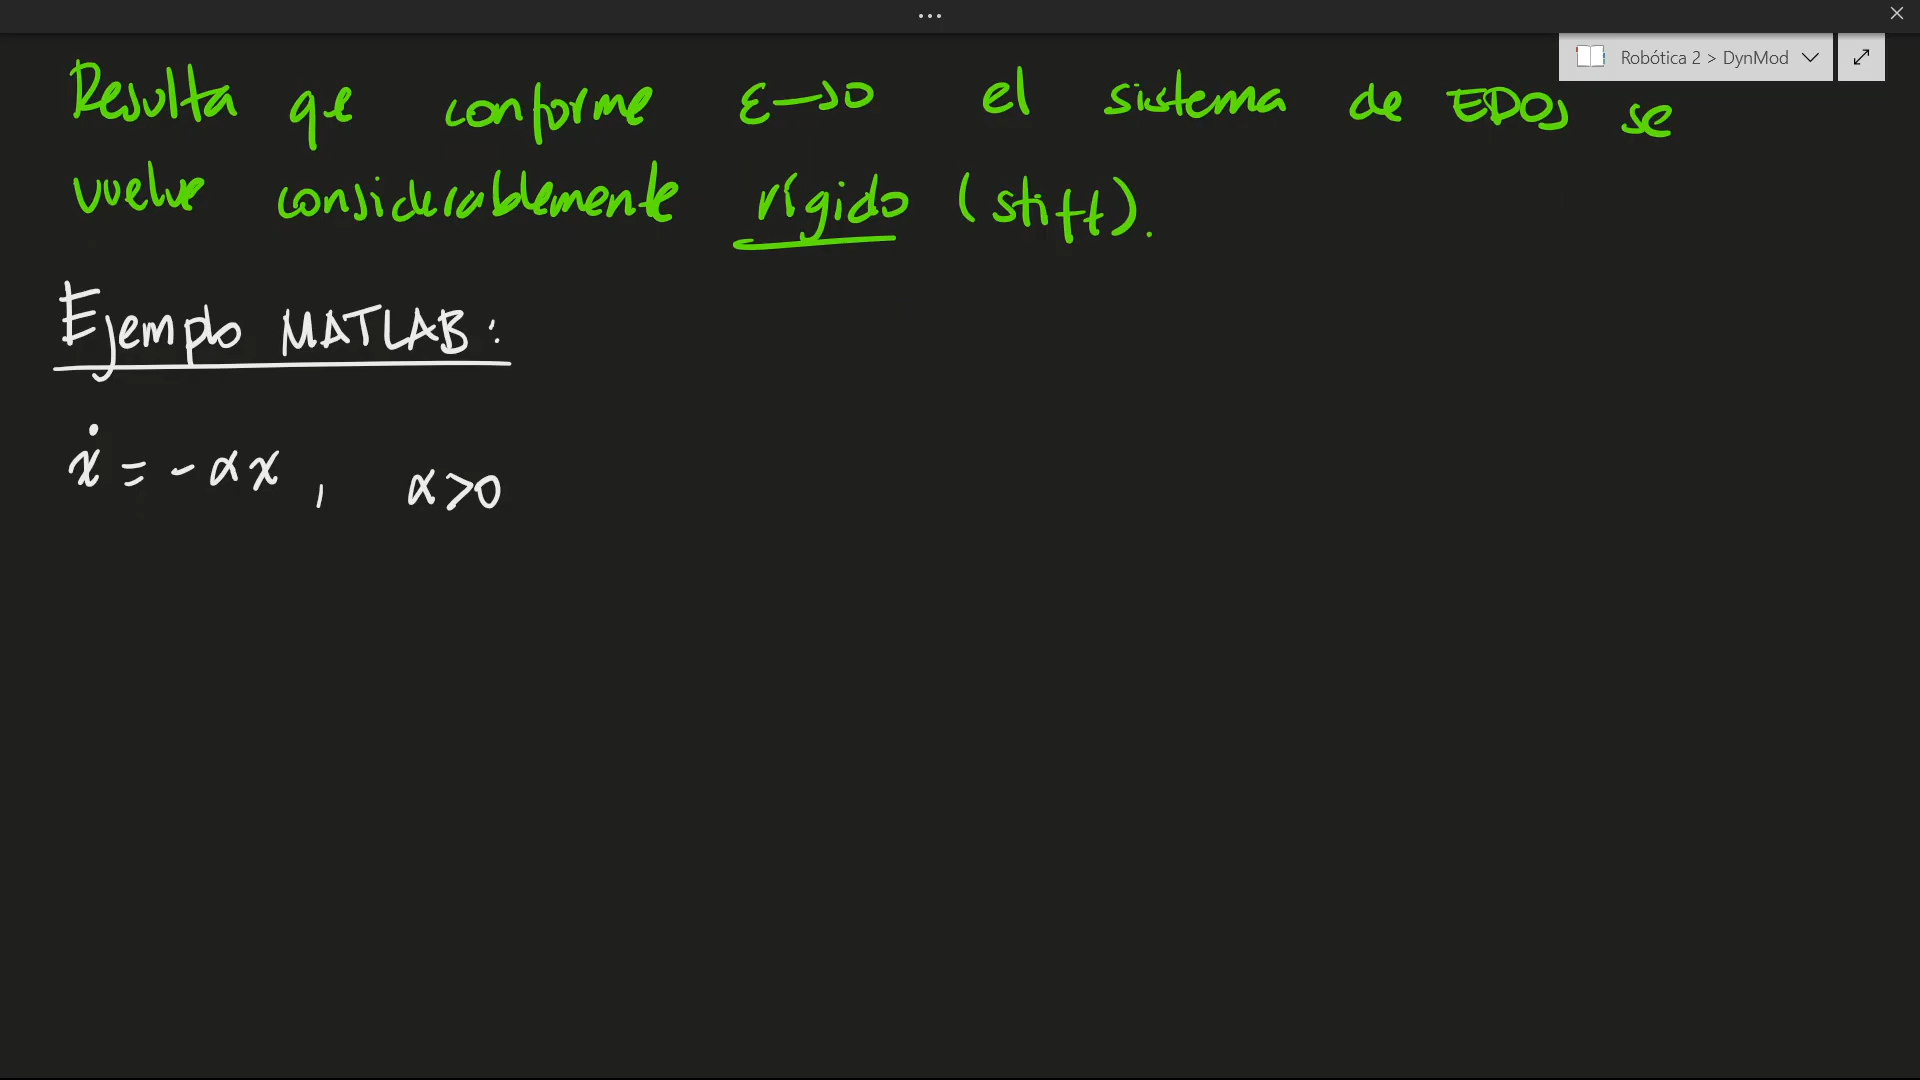 Robótica 2 > DynMod
Resulta que conforme ε→0 el sistema de EDOs se
vuelve considerablemente rígido (stiff).
Ejemplo MATLAB:
ẋ = -αx , α>0